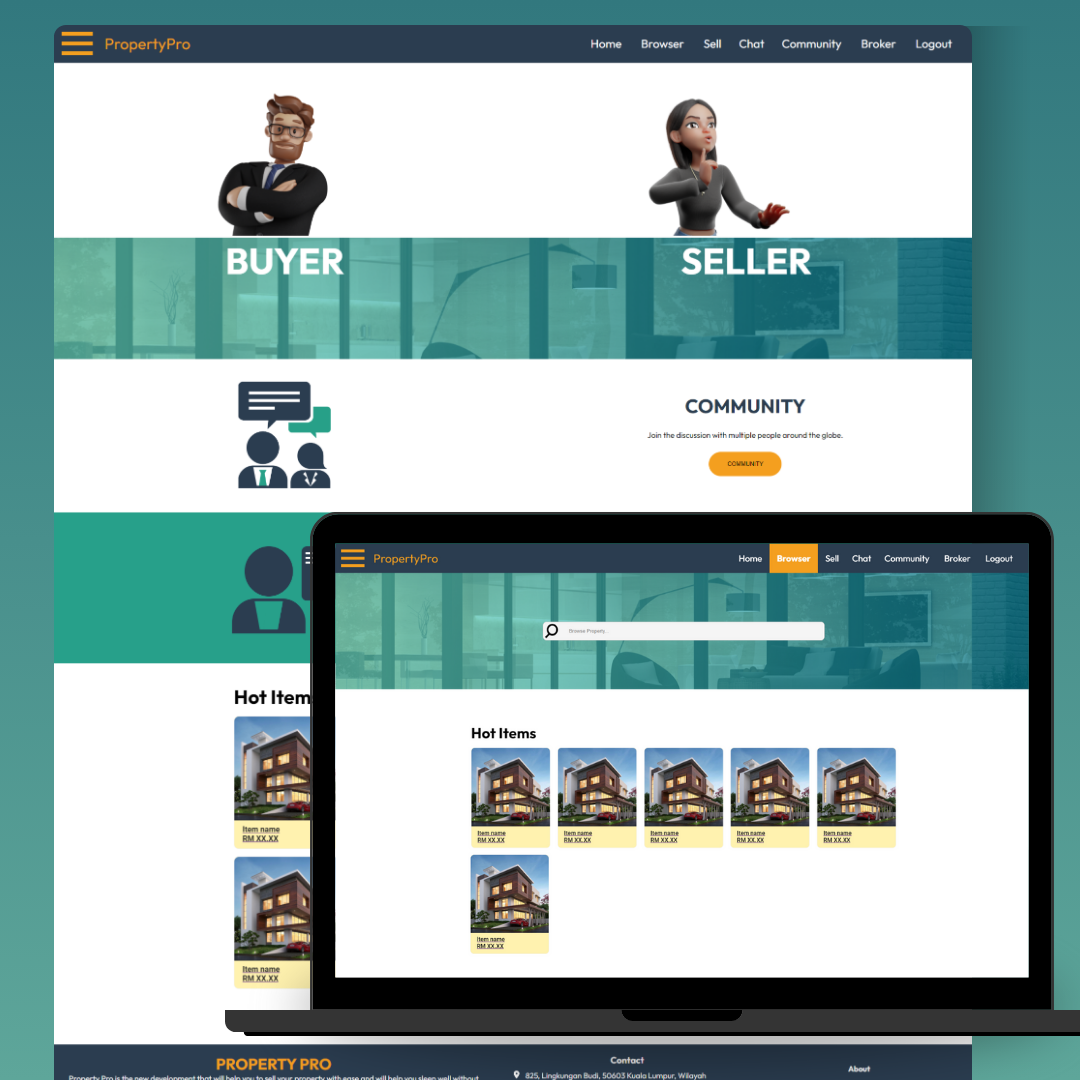 PropertyPro
Home Browser Sell Chat Community Broker Logout
BUYER
SELLER
COMMUNITY
Join the discussion with multiple people around the globe.
COMMUNITY
Hot Item
Item name
RM XX.XX
Item name
RM XX.XX
PropertyPro
Home Browser Sell Chat Community Broker Logout
Browse Property...
Hot Items
Item name Item name Item name Item name Item name
RM XX.XX RM XX.XX RM XX.XX RM XX.XX RM XX.XX
Item name
RM XX.XX
PROPERTY PRO
Property Pro is the new development that will help you to sell your property with ease and will help you sleep well without
Contact
825, Lingkungan Budi, 50603 Kuala Lumpur, Wilayah
About